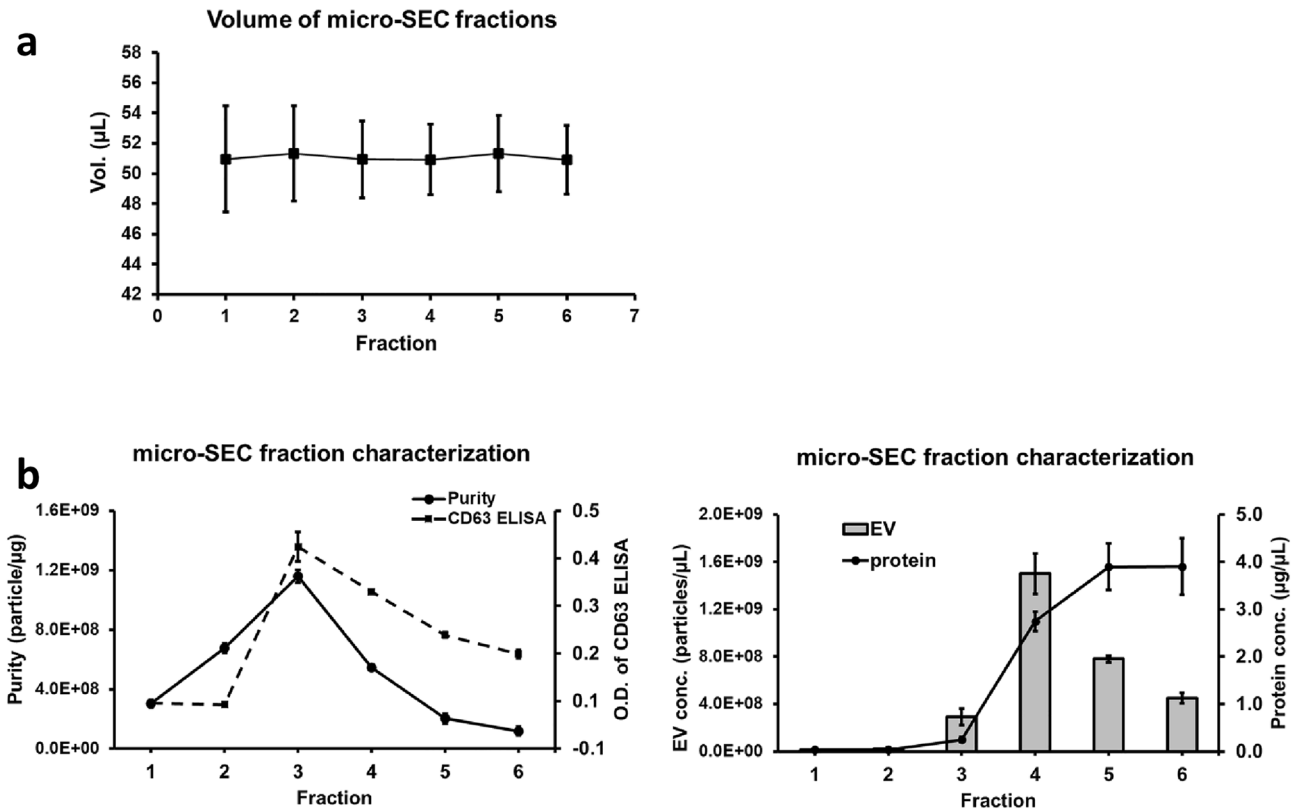 a
Volume of micro-SEC fractions
58
56
54
52
50
48
46
44
42
Vol. (µL)
0 1 2 3 4 5 6 7
Fraction
b
micro-SEC fraction characterization
Purity
CD63 ELISA
1.6E+09
1.2E+09
8.0E+08
4.0E+08
0.0E+00
Purity (particle/µg)
0.5
0.4
0.3
0.2
0.1
-0.1
O.D. of CD63 ELISA
1 2 3 4 5 6
Fraction
micro-SEC fraction characterization
EV
protein
2.0E+09
1.6E+09
1.2E+09
8.0E+08
4.0E+08
0.0E+00
EV conc. (particles/µL)
5.0
4.0
3.0
2.0
1.0
0.0
Protein conc. (µg/µL)
1 2 3 4 5 6
Fraction